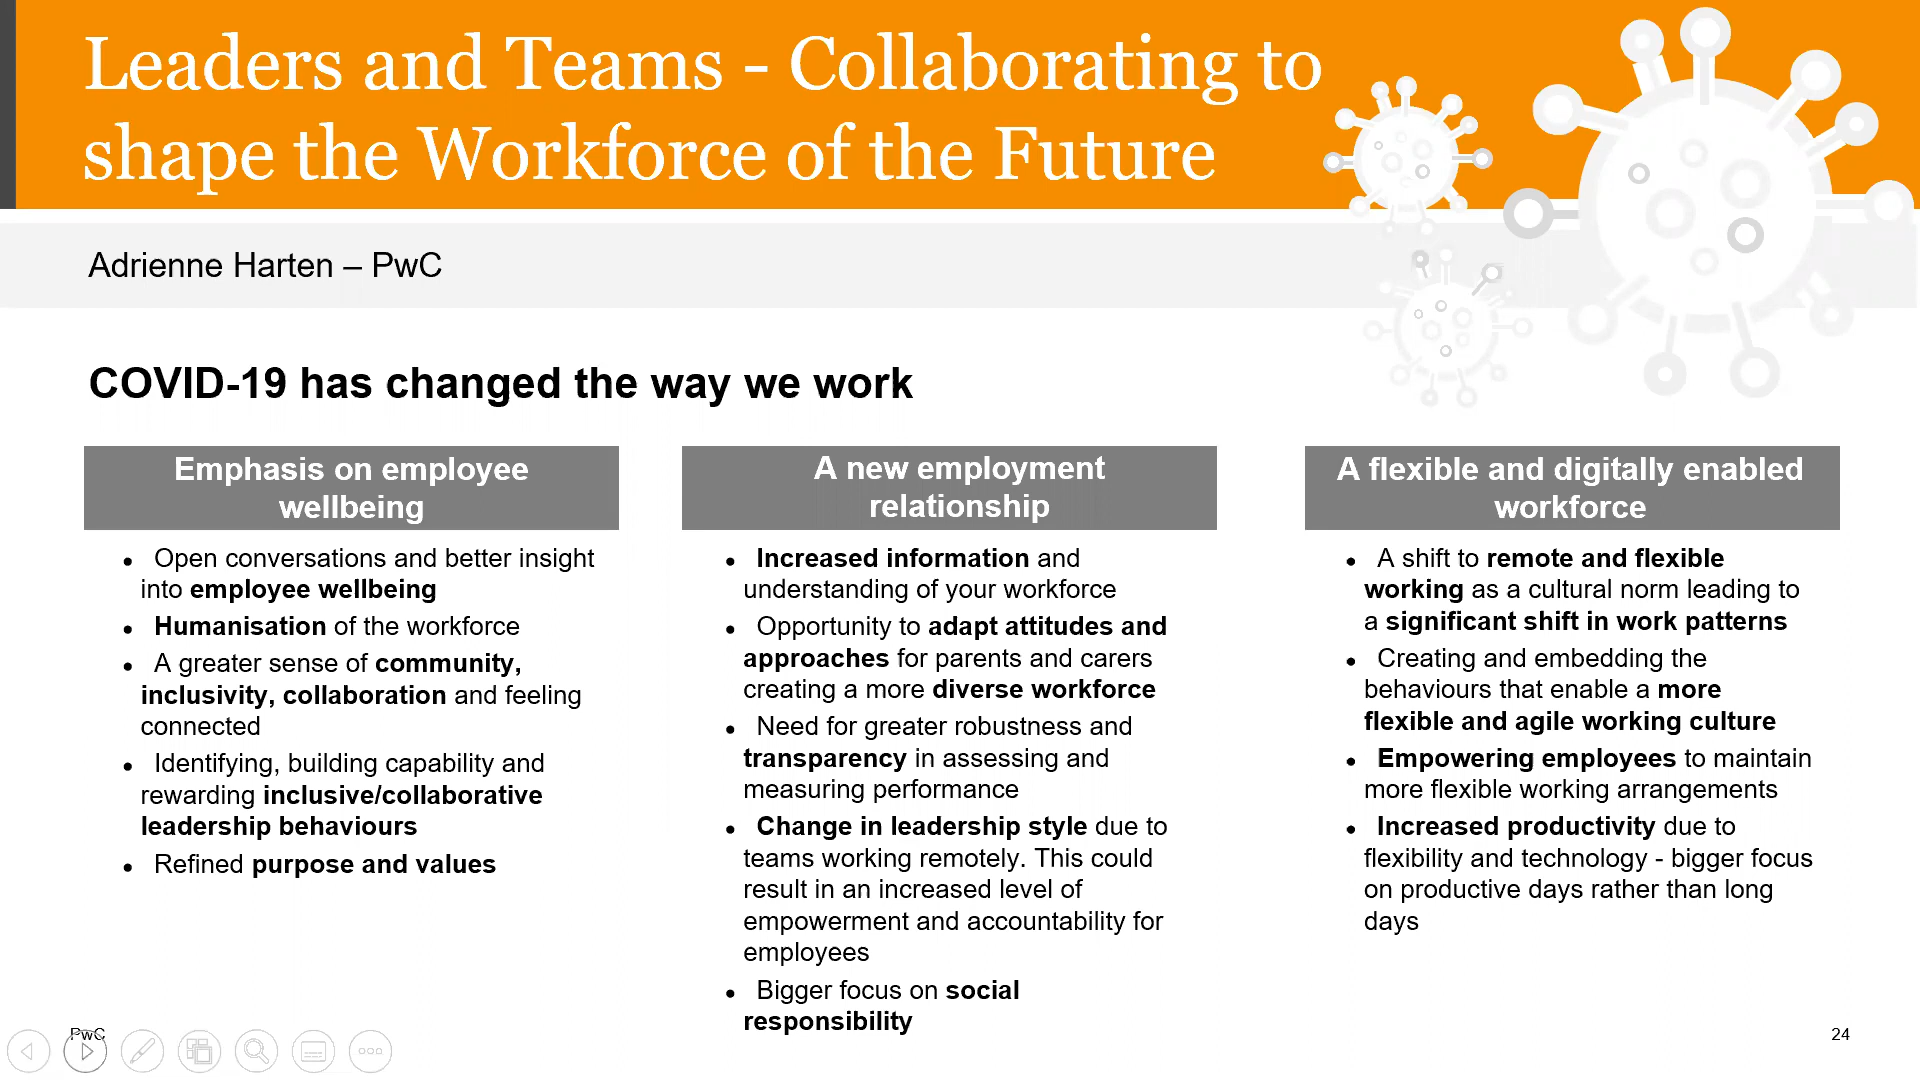 Leaders and Teams - Collaborating to
shape the Workforce of the Future
Adrienne Harten – PwC
COVID-19 has changed the way we work
Emphasis on employee
wellbeing
• Open conversations and better insight
into employee wellbeing
• Humanisation of the workforce
• A greater sense of community,
inclusivity, collaboration and feeling
connected
• Identifying, building capability and
rewarding inclusive/collaborative
leadership behaviours
• Refined purpose and values
A new employment
relationship
• Increased information and
understanding of your workforce
• Opportunity to adapt attitudes and
approaches for parents and carers
creating a more diverse workforce
• Need for greater robustness and
transparency in assessing and
measuring performance
• Change in leadership style due to
teams working remotely. This could
result in an increased level of
empowerment and accountability for
employees
• Bigger focus on social
responsibility
A flexible and digitally enabled
workforce
• A shift to remote and flexible
working as a cultural norm leading to
a significant shift in work patterns
• Creating and embedding the
behaviours that enable a more
flexible and agile working culture
• Empowering employees to maintain
more flexible working arrangements
• Increased productivity due to
flexibility and technology - bigger focus
on productive days rather than long
days
PwC
24